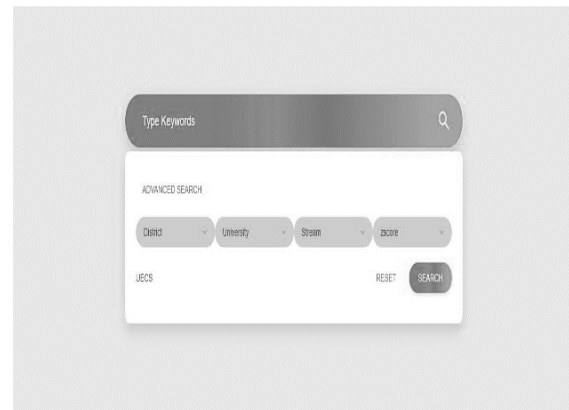 Type Keywords
ADVANCED SEARCH
District University Stream zscore
UECS RESET SEARCH